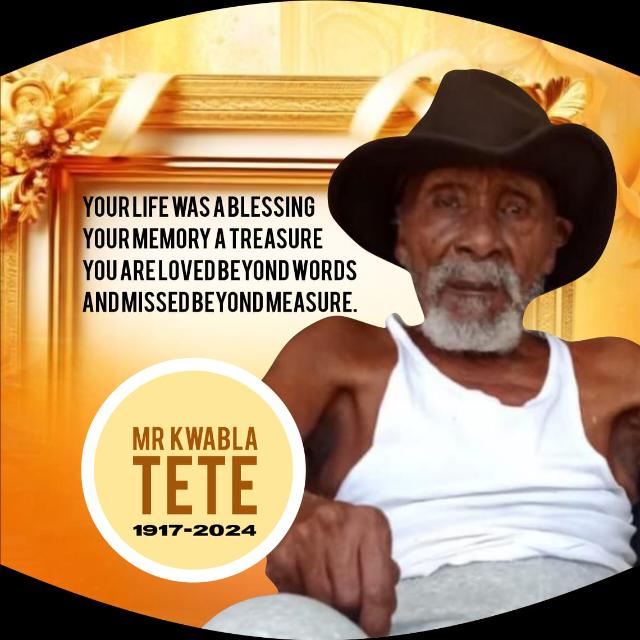 YOUR LIFE WAS A BLESSING
YOUR MEMORY A TREASURE
YOU ARE LOVED BEYOND WORDS
AND MISSED BEYOND MEASURE.
MR KWABLA
TETE
1917-2024